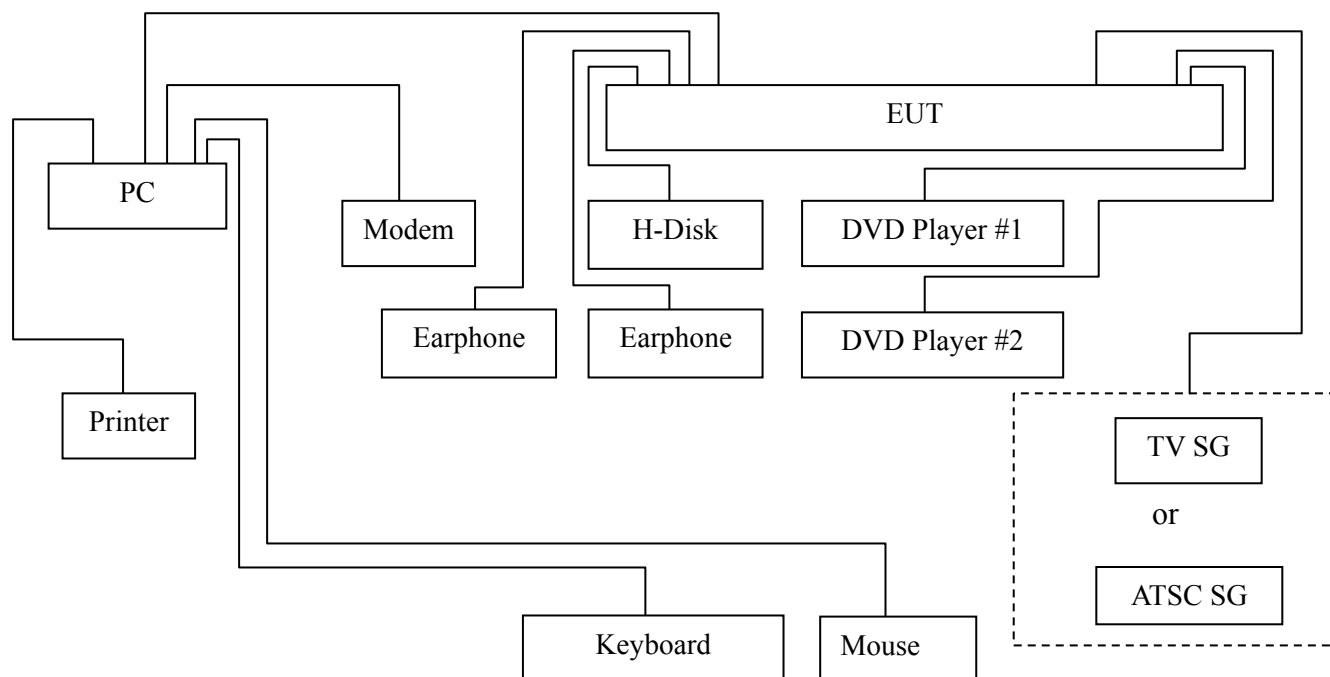 EUT
PC
Modem
H-Disk
DVD Player #1
Earphone
Earphone
DVD Player #2
Printer
TV SG
or
ATSC SG
Keyboard
Mouse